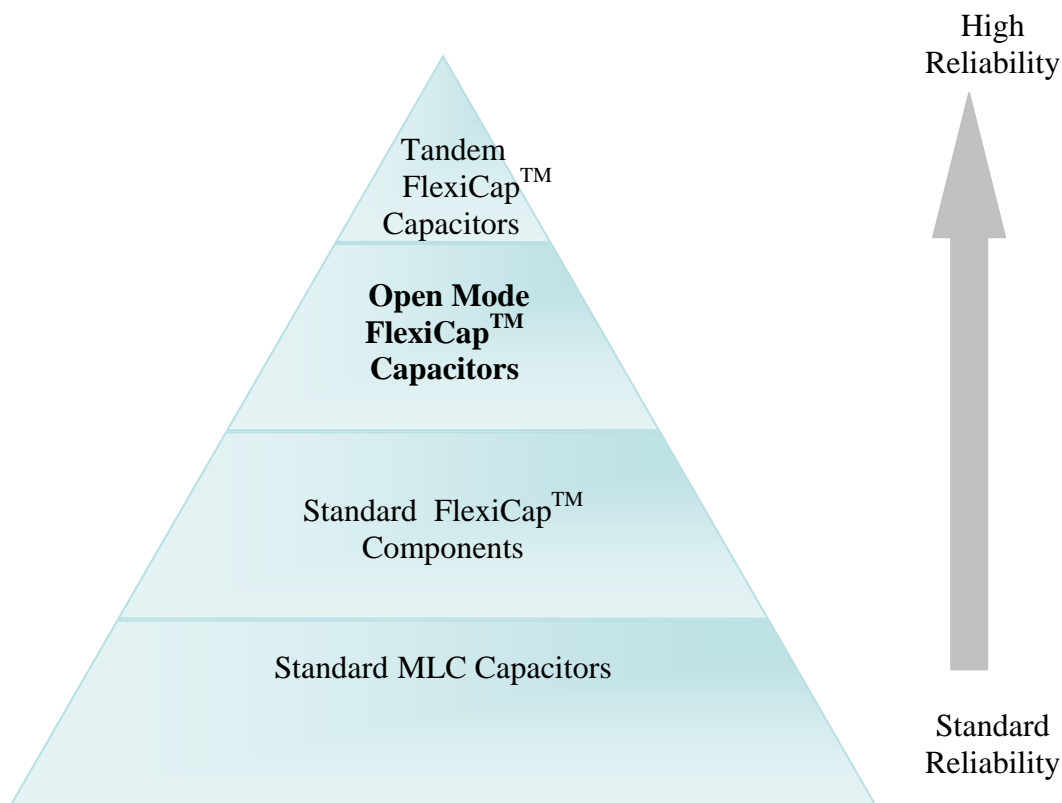 High
Reliability
Tandem
FlexiCap™
Capacitors
Open Mode
FlexiCap™
Capacitors
Standard FlexiCap™
Components
Standard MLC Capacitors
Standard
Reliability